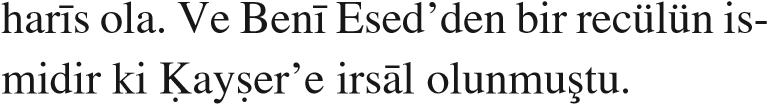 harīs ola. Ve Benī Esed’den bir recülün is-
midir ki Ḳayṣer’e irsāl olunmuştu.